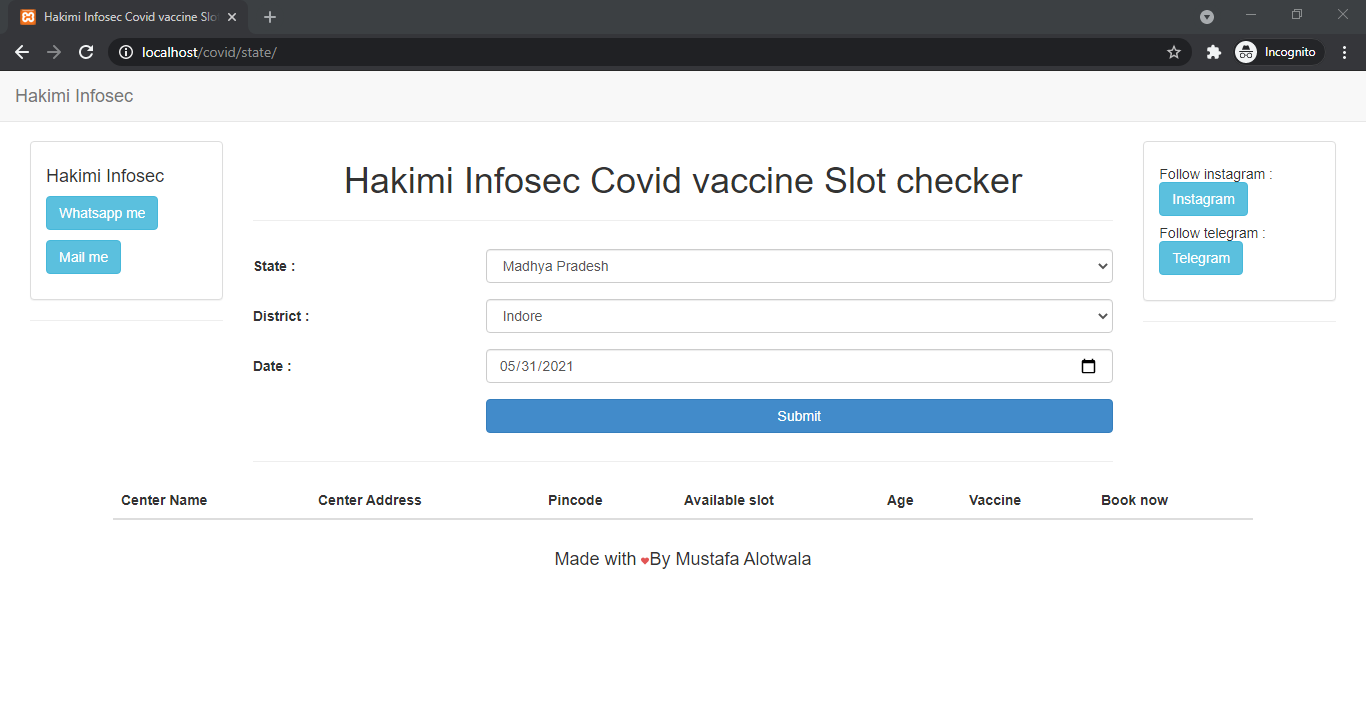 Hakimi Infosec Covid vaccine Slo
localhost/covid/state/
Incognito
Hakimi Infosec
Hakimi Infosec
Whatsapp me
Mail me
Hakimi Infosec Covid vaccine Slot checker
State :
Madhya Pradesh
District :
Indore
Date :
05/31/2021
Submit
Follow instagram :
Instagram
Follow telegram :
Telegram
Center Name Center Address Pincode Available slot Age Vaccine Book now
Made with ❤By Mustafa Alotwala